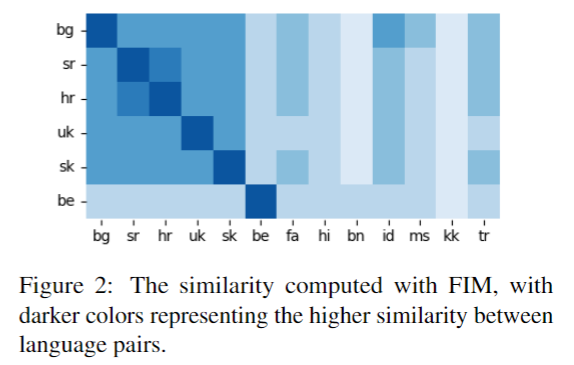 bg
sr
hr
uk
sk
be
bg sr hr uk sk be fa hi bn id ms kk tr
Figure 2: The similarity computed with FIM, with
darker colors representing the higher similarity between
language pairs.